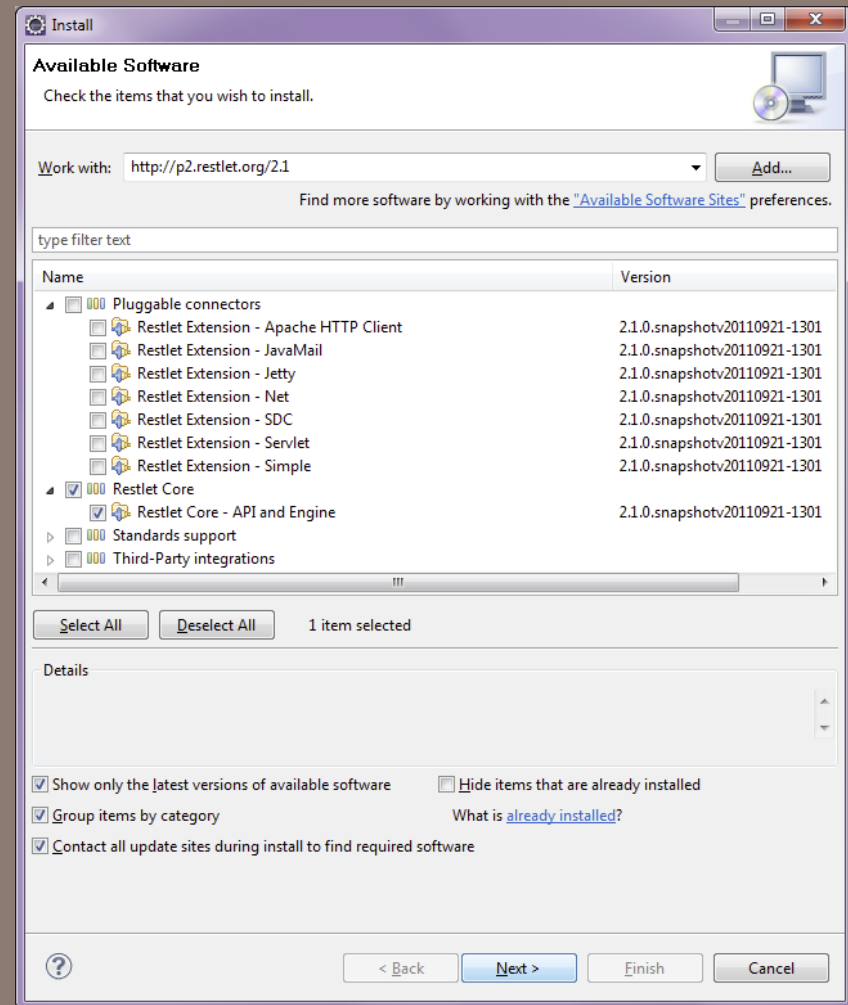 Install
Available Software
Check the items that you wish to install.
Work with: http://p2.restlet.org/2.1 Add...
Find more software by working with the "Available Software Sites" preferences.
type filter text
Name Version
Pluggable connectors
Restlet Extension - Apache HTTP Client 2.1.0.snapshotv20110921-1301
Restlet Extension - JavaMail 2.1.0.snapshotv20110921-1301
Restlet Extension - Jetty 2.1.0.snapshotv20110921-1301
Restlet Extension - Net 2.1.0.snapshotv20110921-1301
Restlet Extension - SDC 2.1.0.snapshotv20110921-1301
Restlet Extension - Servlet 2.1.0.snapshotv20110921-1301
Restlet Extension - Simple 2.1.0.snapshotv20110921-1301
Restlet Core
Restlet Core - API and Engine 2.1.0.snapshotv20110921-1301
Standards support
Third-Party integrations
Select All Deselect All 1 item selected
Details
Show only the latest versions of available software Hide items that are already installed
Group items by category What is already installed?
Contact all update sites during install to find required software
? < Back Next > Finish Cancel